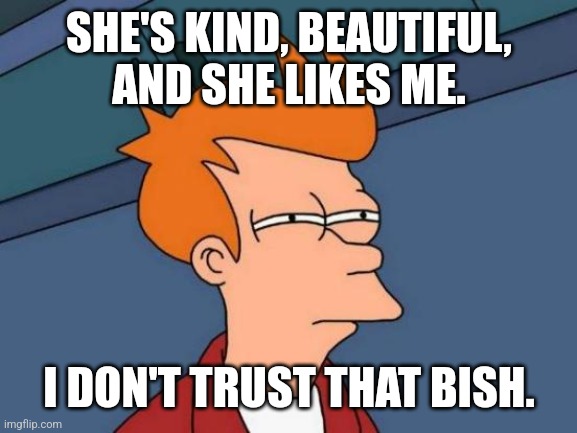 SHE'S KIND, BEAUTIFUL,
AND SHE LIKES ME.
I DON'T TRUST THAT BISH.
imgflip.com